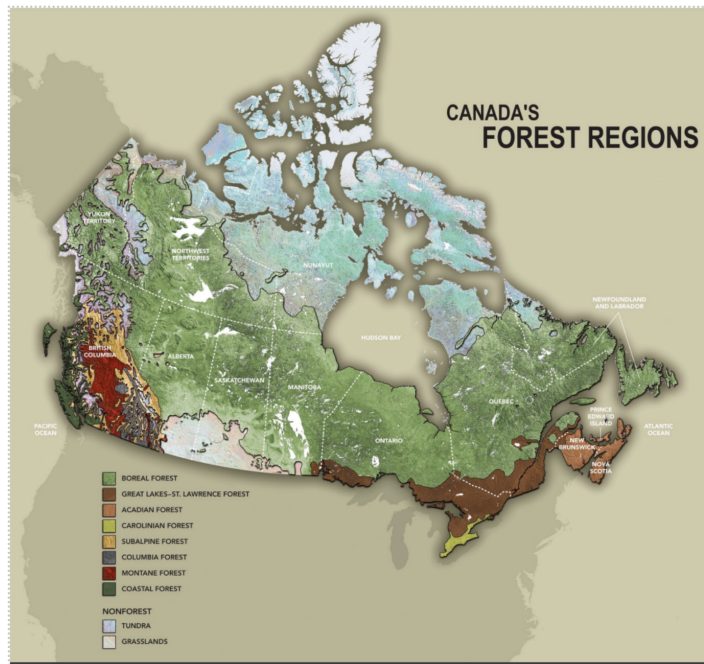 CANADA'S
FOREST REGIONS
YUKON
TERRITORY
NORTHWEST
TERRITORIES
NUNAVUT
NEWFOUNDLAND
AND LABRADOR
HUDSON BAY
BRITISH
COLUMBIA
ALBERTA
SASKATCHEWAN
MANITOBA
ONTARIO
QUEBEC
PRINCE
EDWARD
ISLAND
PACIFIC
OCEAN
ATLANTIC
OCEAN
NEW
BRUNSWICK
NOVA
SCOTIA
BOREAL FOREST
GREAT LAKES–ST. LAWRENCE FOREST
ACADIAN FOREST
CAROLINIAN FOREST
SUBALPINE FOREST
COLUMBIA FOREST
MONTANE FOREST
COASTAL FOREST
NONFOREST
TUNDRA
GRASSLANDS